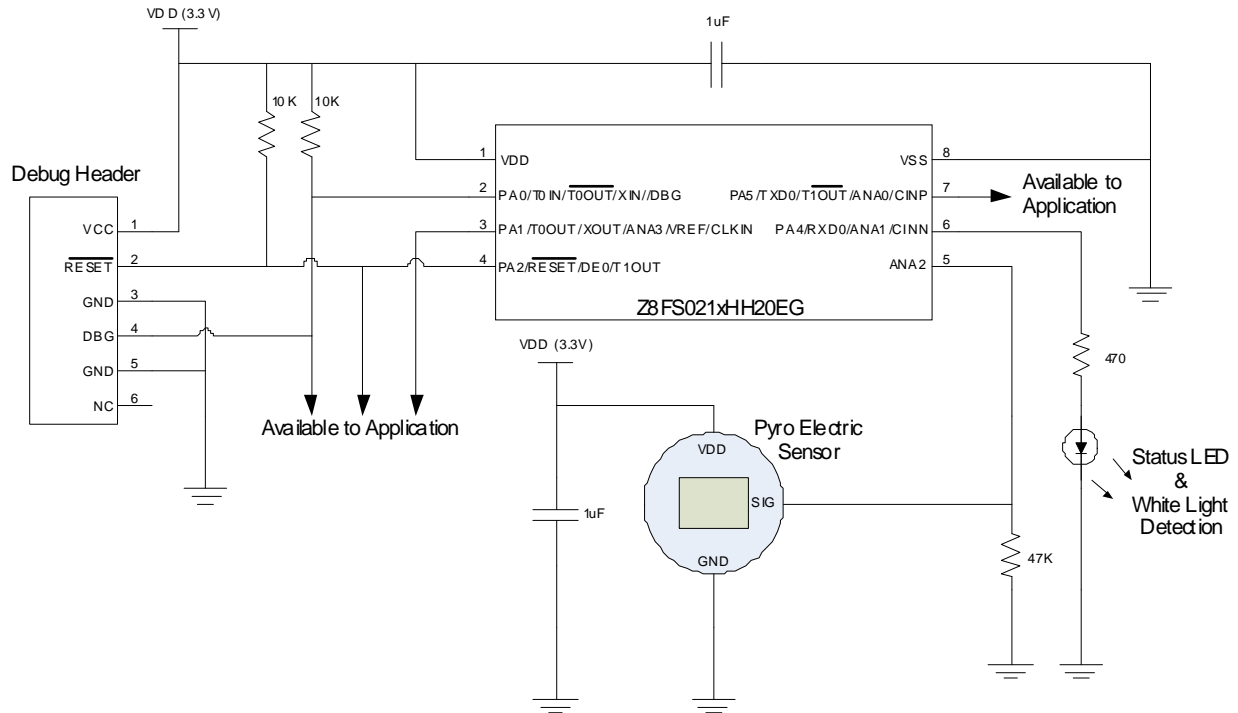 VDD (3.3 V)
1uF
10K
10K
Debug Header
VCC
1
RESET
2
GND
3
DBG
4
GND
5
NC
6
1
VDD
2
PA0/T0IN/T0OUT/XIN//DBG
3
PA1/T0OUT/XOUT/ANA3/VREF/CLKIN
4
PA2/RESET/DE0/T1OUT
VSS
8
PA5/TXD0/T1OUT/ANA0/CINP
7
PA4/RXD0/ANA1/CINN
6
ANA2
5
Z8FS021xHH20EG
Available to
Application
Available to Application
VDD (3.3V)
1uF
Pyro Electric
Sensor
VDD
SIG
GND
47K
470
Status LED
&
White Light
Detection